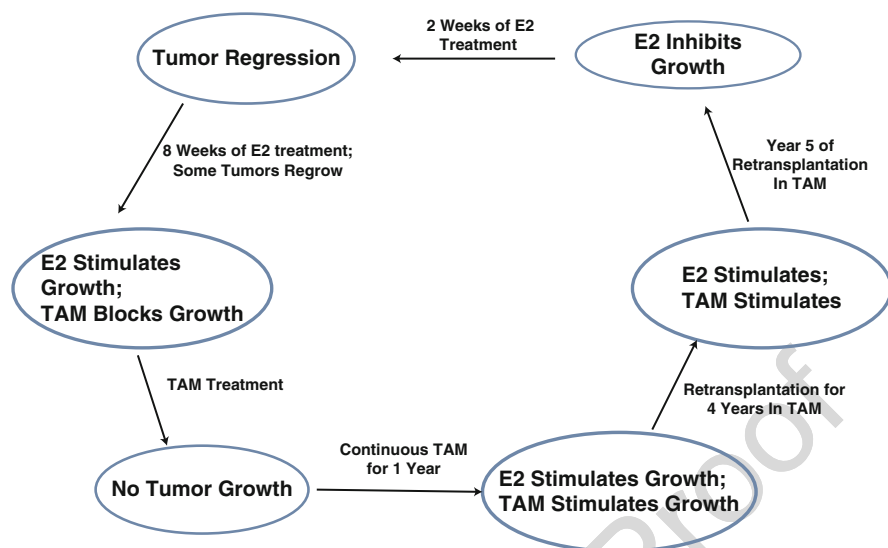 2 Weeks of E2
Treatment
Tumor Regression
E2 Inhibits
Growth
8 Weeks of E2 treatment;
Some Tumors Regrow
Year 5 of
Retransplantation
In TAM
E2 Stimulates
Growth;
TAM Blocks Growth
E2 Stimulates;
TAM Stimulates
TAM Treatment
Retransplantation for
4 Years In TAM
No Tumor Growth
Continuous TAM
for 1 Year
E2 Stimulates Growth;
TAM Stimulates Growth
Proof